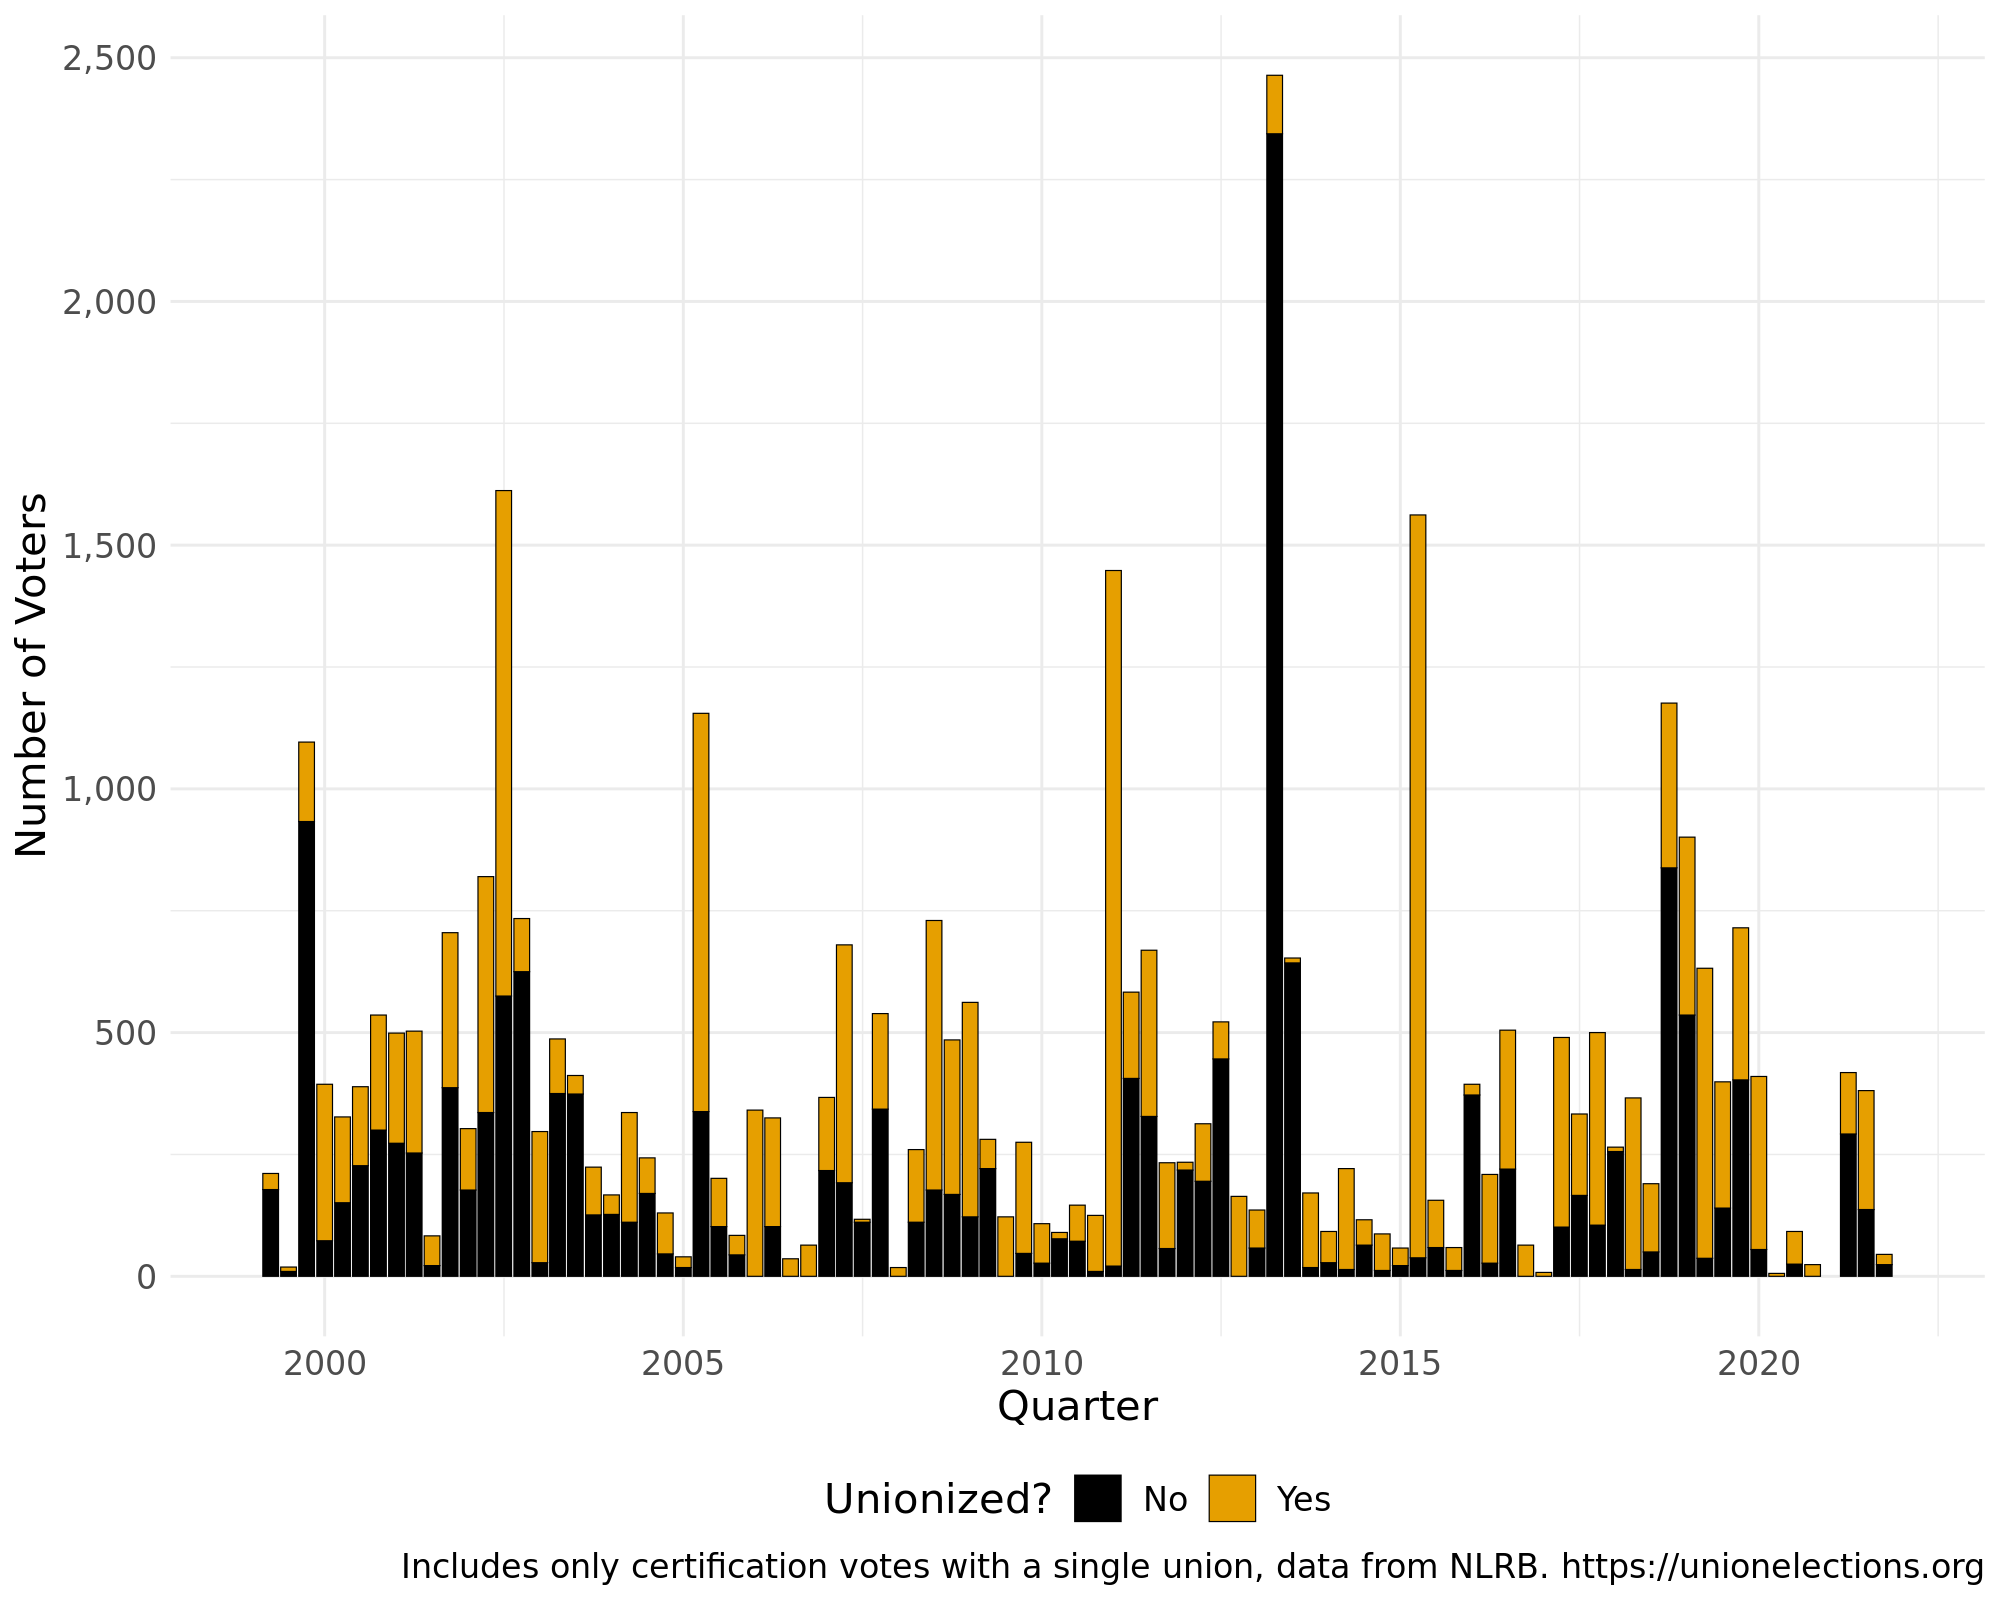 2,500
2,000
1,500
1,000
500
0
Number of Voters
2000 2005 2010 2015 2020
Quarter
Unionized? No Yes
Includes only certification votes with a single union, data from NLRB. https://unionelections.org